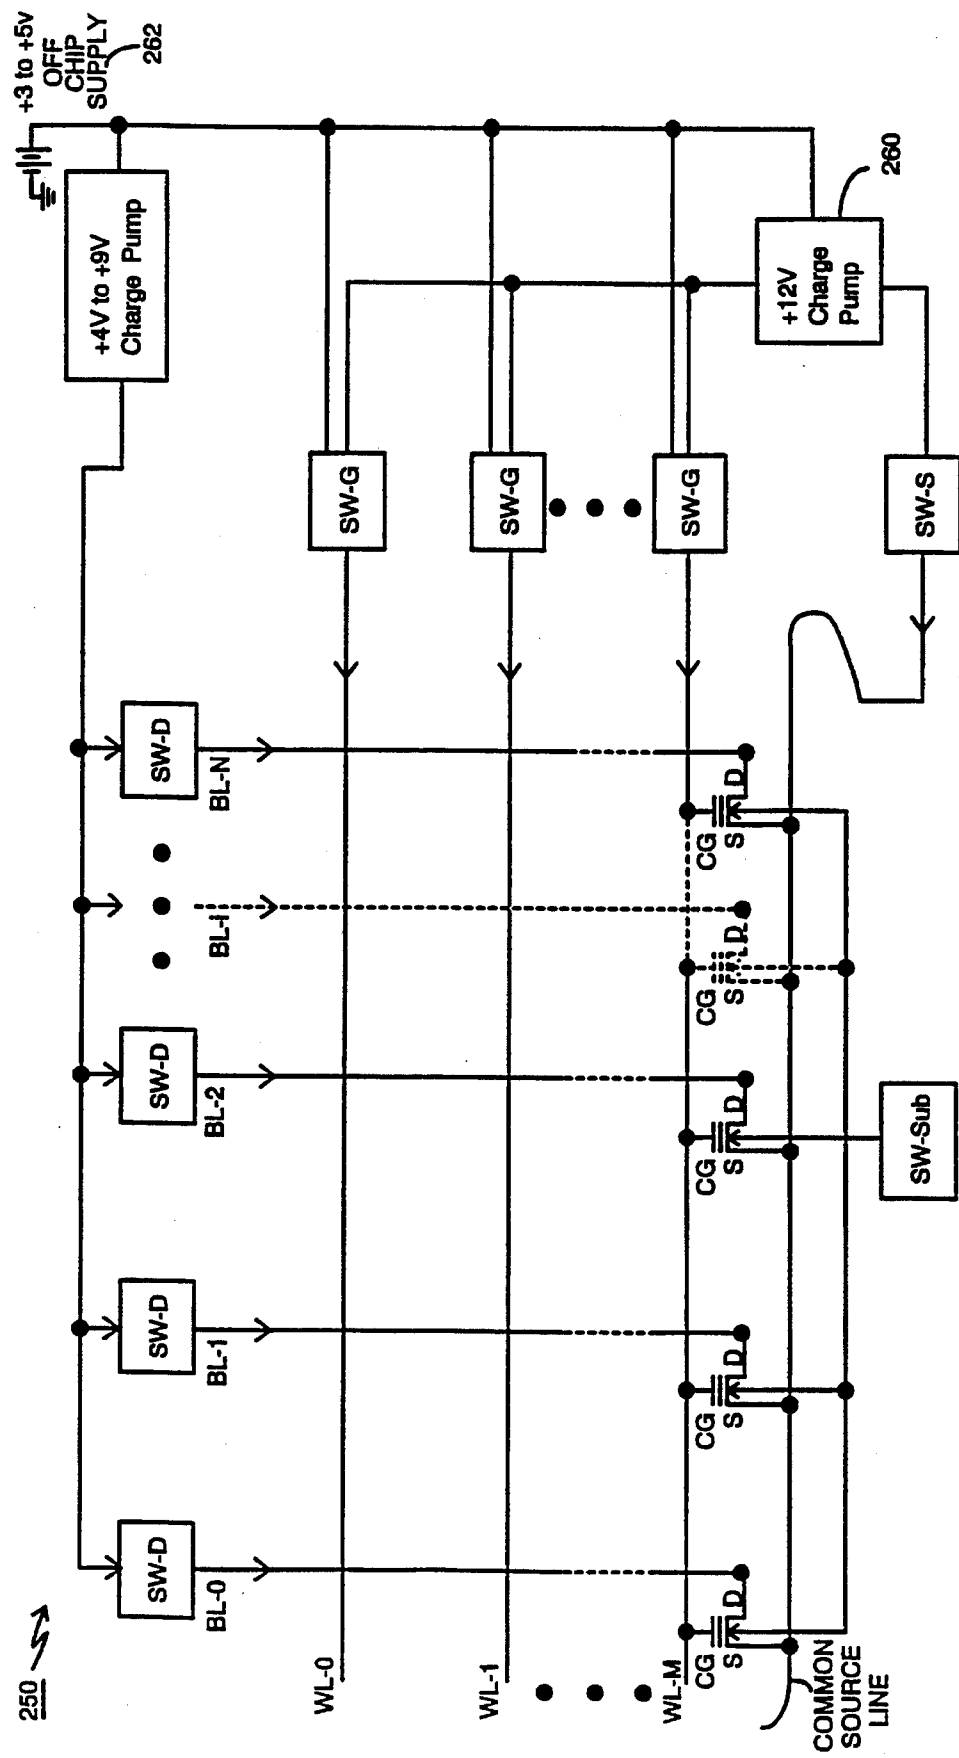 250
+3 to +5v
OFF
CHIP
SUPPLY
262
+4V to +9V
Charge Pump
SW-D
SW-D
SW-D
SW-D
BL-0
BL-1
BL-2
BL-i
BL-N
WL-0
SW-G
WL-1
SW-G
WL-M
SW-G
CG
S
D
CG
S
D
CG
S
D
CG
S
D
CG
S
D
+12V
Charge
Pump
260
COMMON
SOURCE
LINE
SW-Sub
SW-S